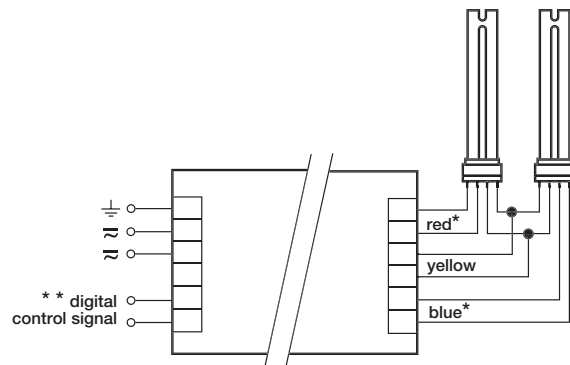 red*
yellow
* * digital
control signal
blue*